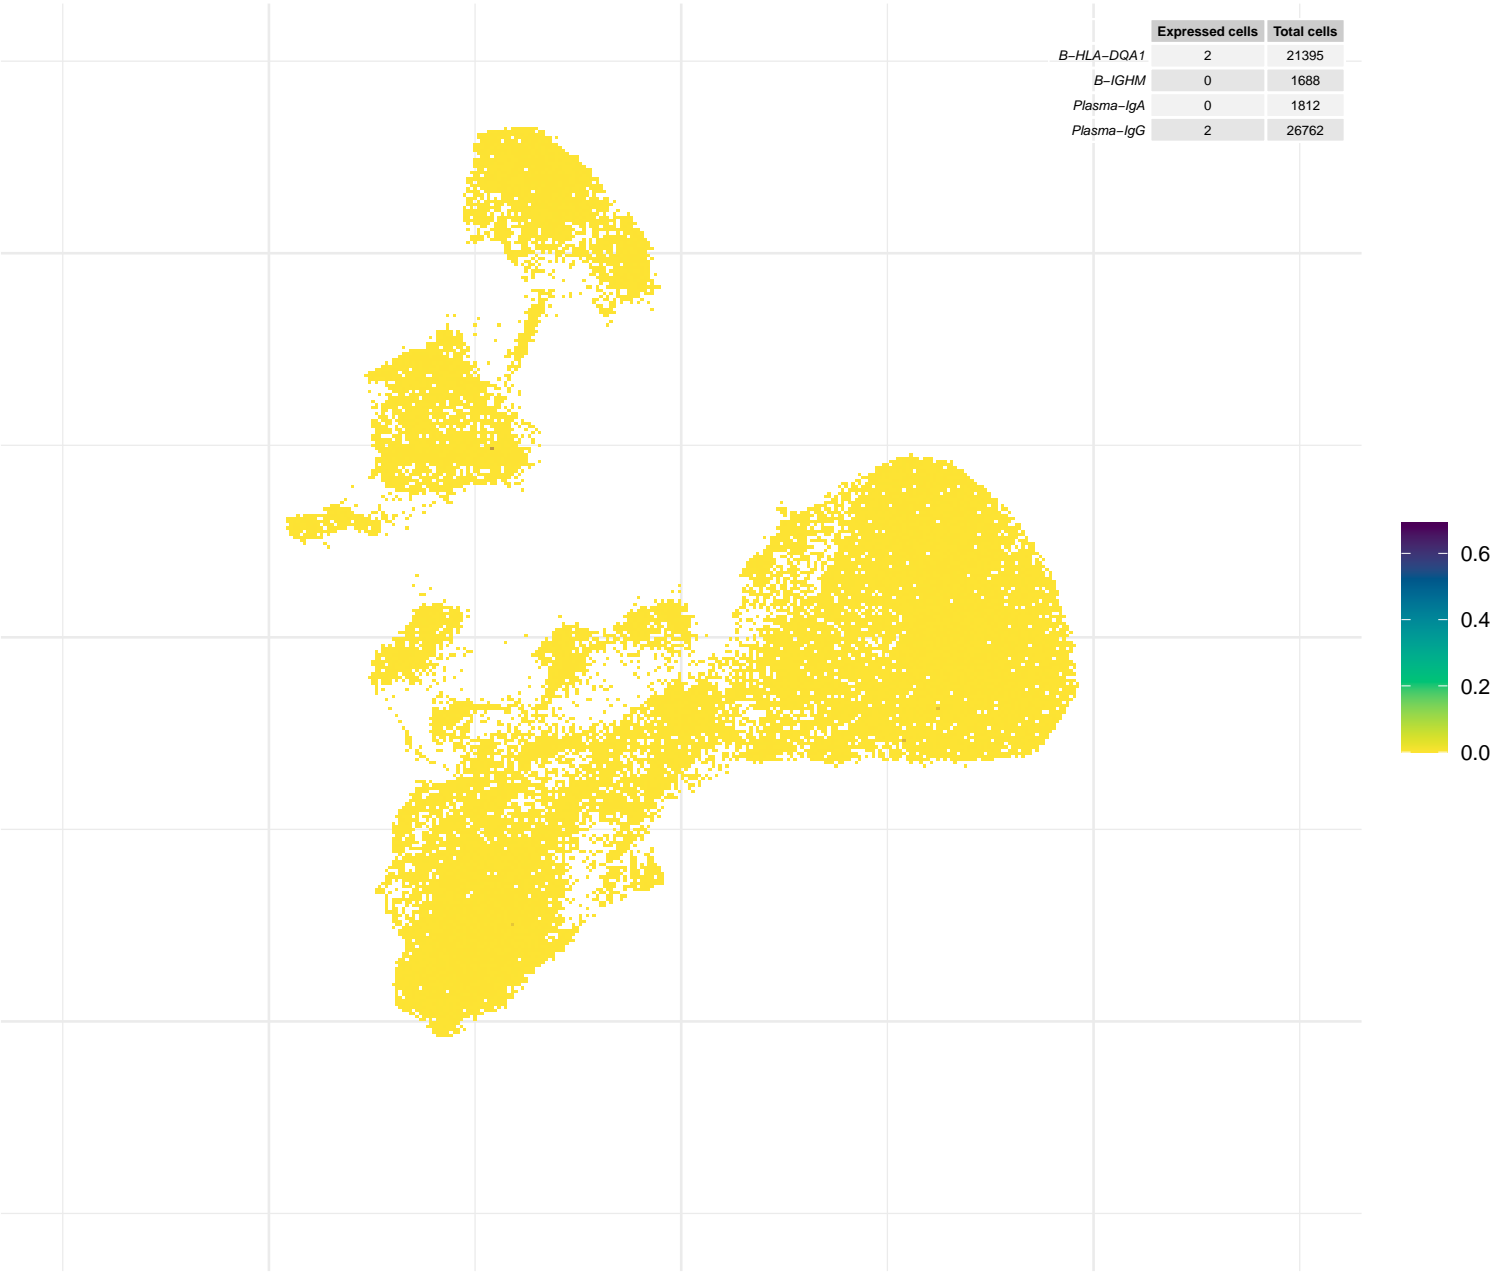 Expressed cells Total cells
B−HLA−DQA1 2 21395
B−IGHM 0 1688
Plasma−IgA 0 1812
Plasma−IgG 2 26762
0.6
0.4
0.2
0.0